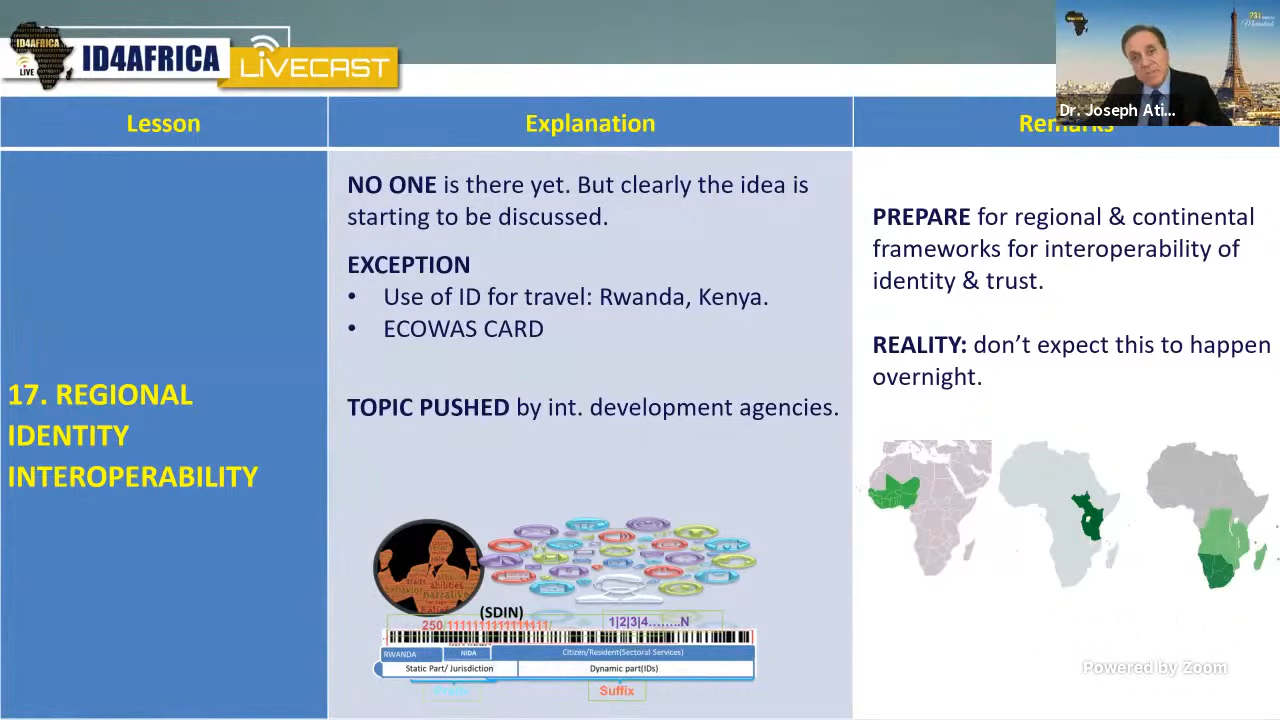 ID4AFRICA
LIVE
ID4AFRICA
LIVECAST
731
Dr. Joseph Ati...
Lesson
Explanation
Remarks
17. REGIONAL
IDENTITY
INTEROPERABILITY
NO ONE is there yet. But clearly the idea is
starting to be discussed.
EXCEPTION
• Use of ID for travel: Rwanda, Kenya.
• ECOWAS CARD
TOPIC PUSHED by int. development agencies.
(SDIN)
1|2|3|4........N
RWANDA
NIDA
Citizen/Resident(Sectoral Services)
Static Part/ Jurisdiction
Dynamic part(IDs)
Prefix
Suffix
PREPARE for regional & continental
frameworks for interoperability of
identity & trust.
REALITY: don’t expect this to happen
overnight.
Powered by Zoom